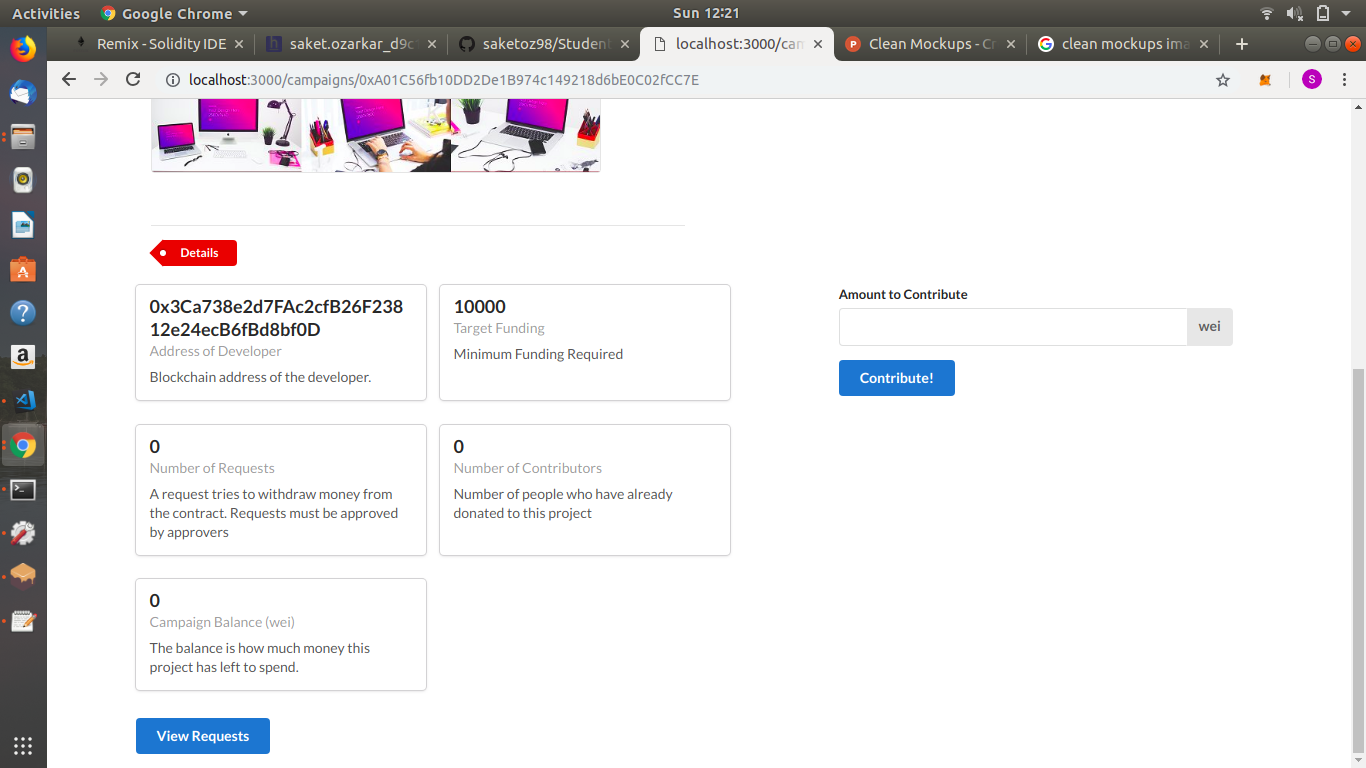 Activities
Google Chrome
Sun 12:21
Remix - Solidity IDE
saket.ozarkar_d9c
saketoz98/Studen
localhost:3000/cam
Clean Mockups - Cr
clean mockups ima
localhost:3000/campaigns/0xA01C56fb10DD2De1B974c149218d6bE0C02fCC7E
S
Details
0x3Ca738e2d7FAc2cfB26F238
12e24ecB6fBd8bf0D
Address of Developer
Blockchain address of the developer.
10000
Target Funding
Minimum Funding Required
Amount to Contribute
wei
Contribute!
0
Number of Requests
A request tries to withdraw money from
the contract. Requests must be approved
by approvers
0
Number of Contributors
Number of people who have already
donated to this project
0
Campaign Balance (wei)
The balance is how much money this
project has left to spend.
View Requests